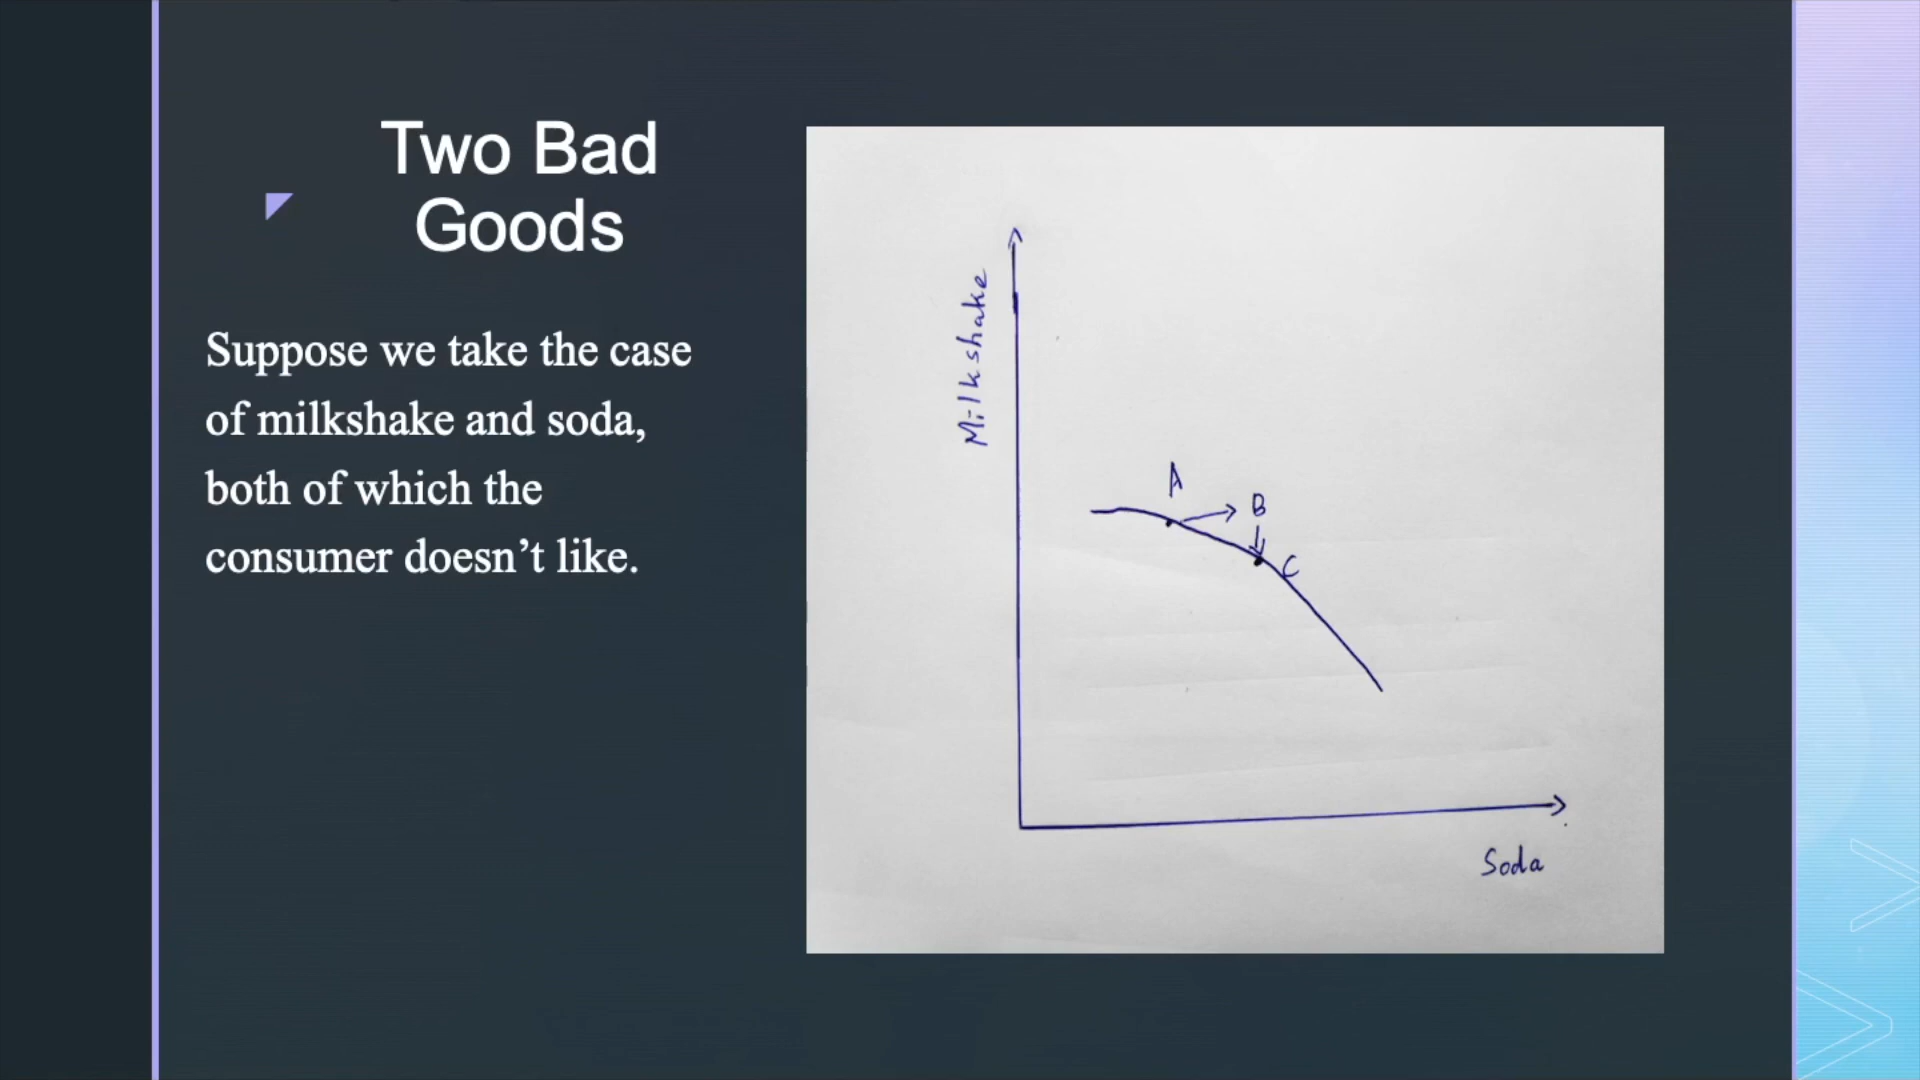 Two Bad
Goods
Suppose we take the case
of milkshake and soda,
both of which the
consumer doesn’t like.
Milkshake
A
B
C
Soda